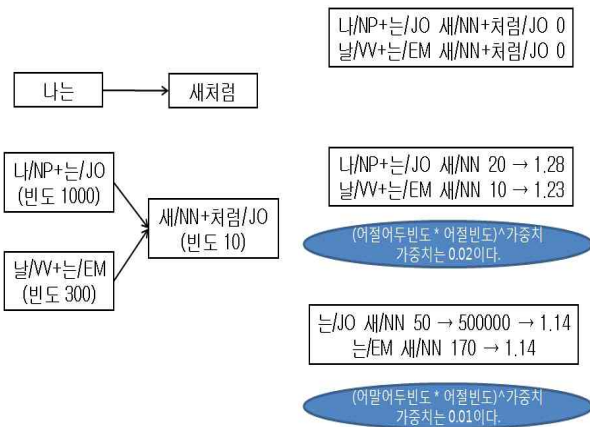 나/NP+는/JO 새/NN+처럼/JO 0
날/VV+는/EM 새/NN+처럼/JO 0
나는
새처럼
나/NP+는/JO
(빈도 1000)
날/VV+는/EM
(빈도 300)
새/NN+처럼/JO
(빈도 10)
나/NP+는/JO 새/NN 20 → 1.28
날/VV+는/EM 새/NN 10 → 1.23
(어절어두빈도 * 어절빈도)^가중치
가중치는 0.02이다.
는/JO 새/NN 50 → 500000 → 1.14
는/EM 새/NN 170 → 1.14
(어말어두빈도 * 어절빈도)^가중치
가중치는 0.01이다.